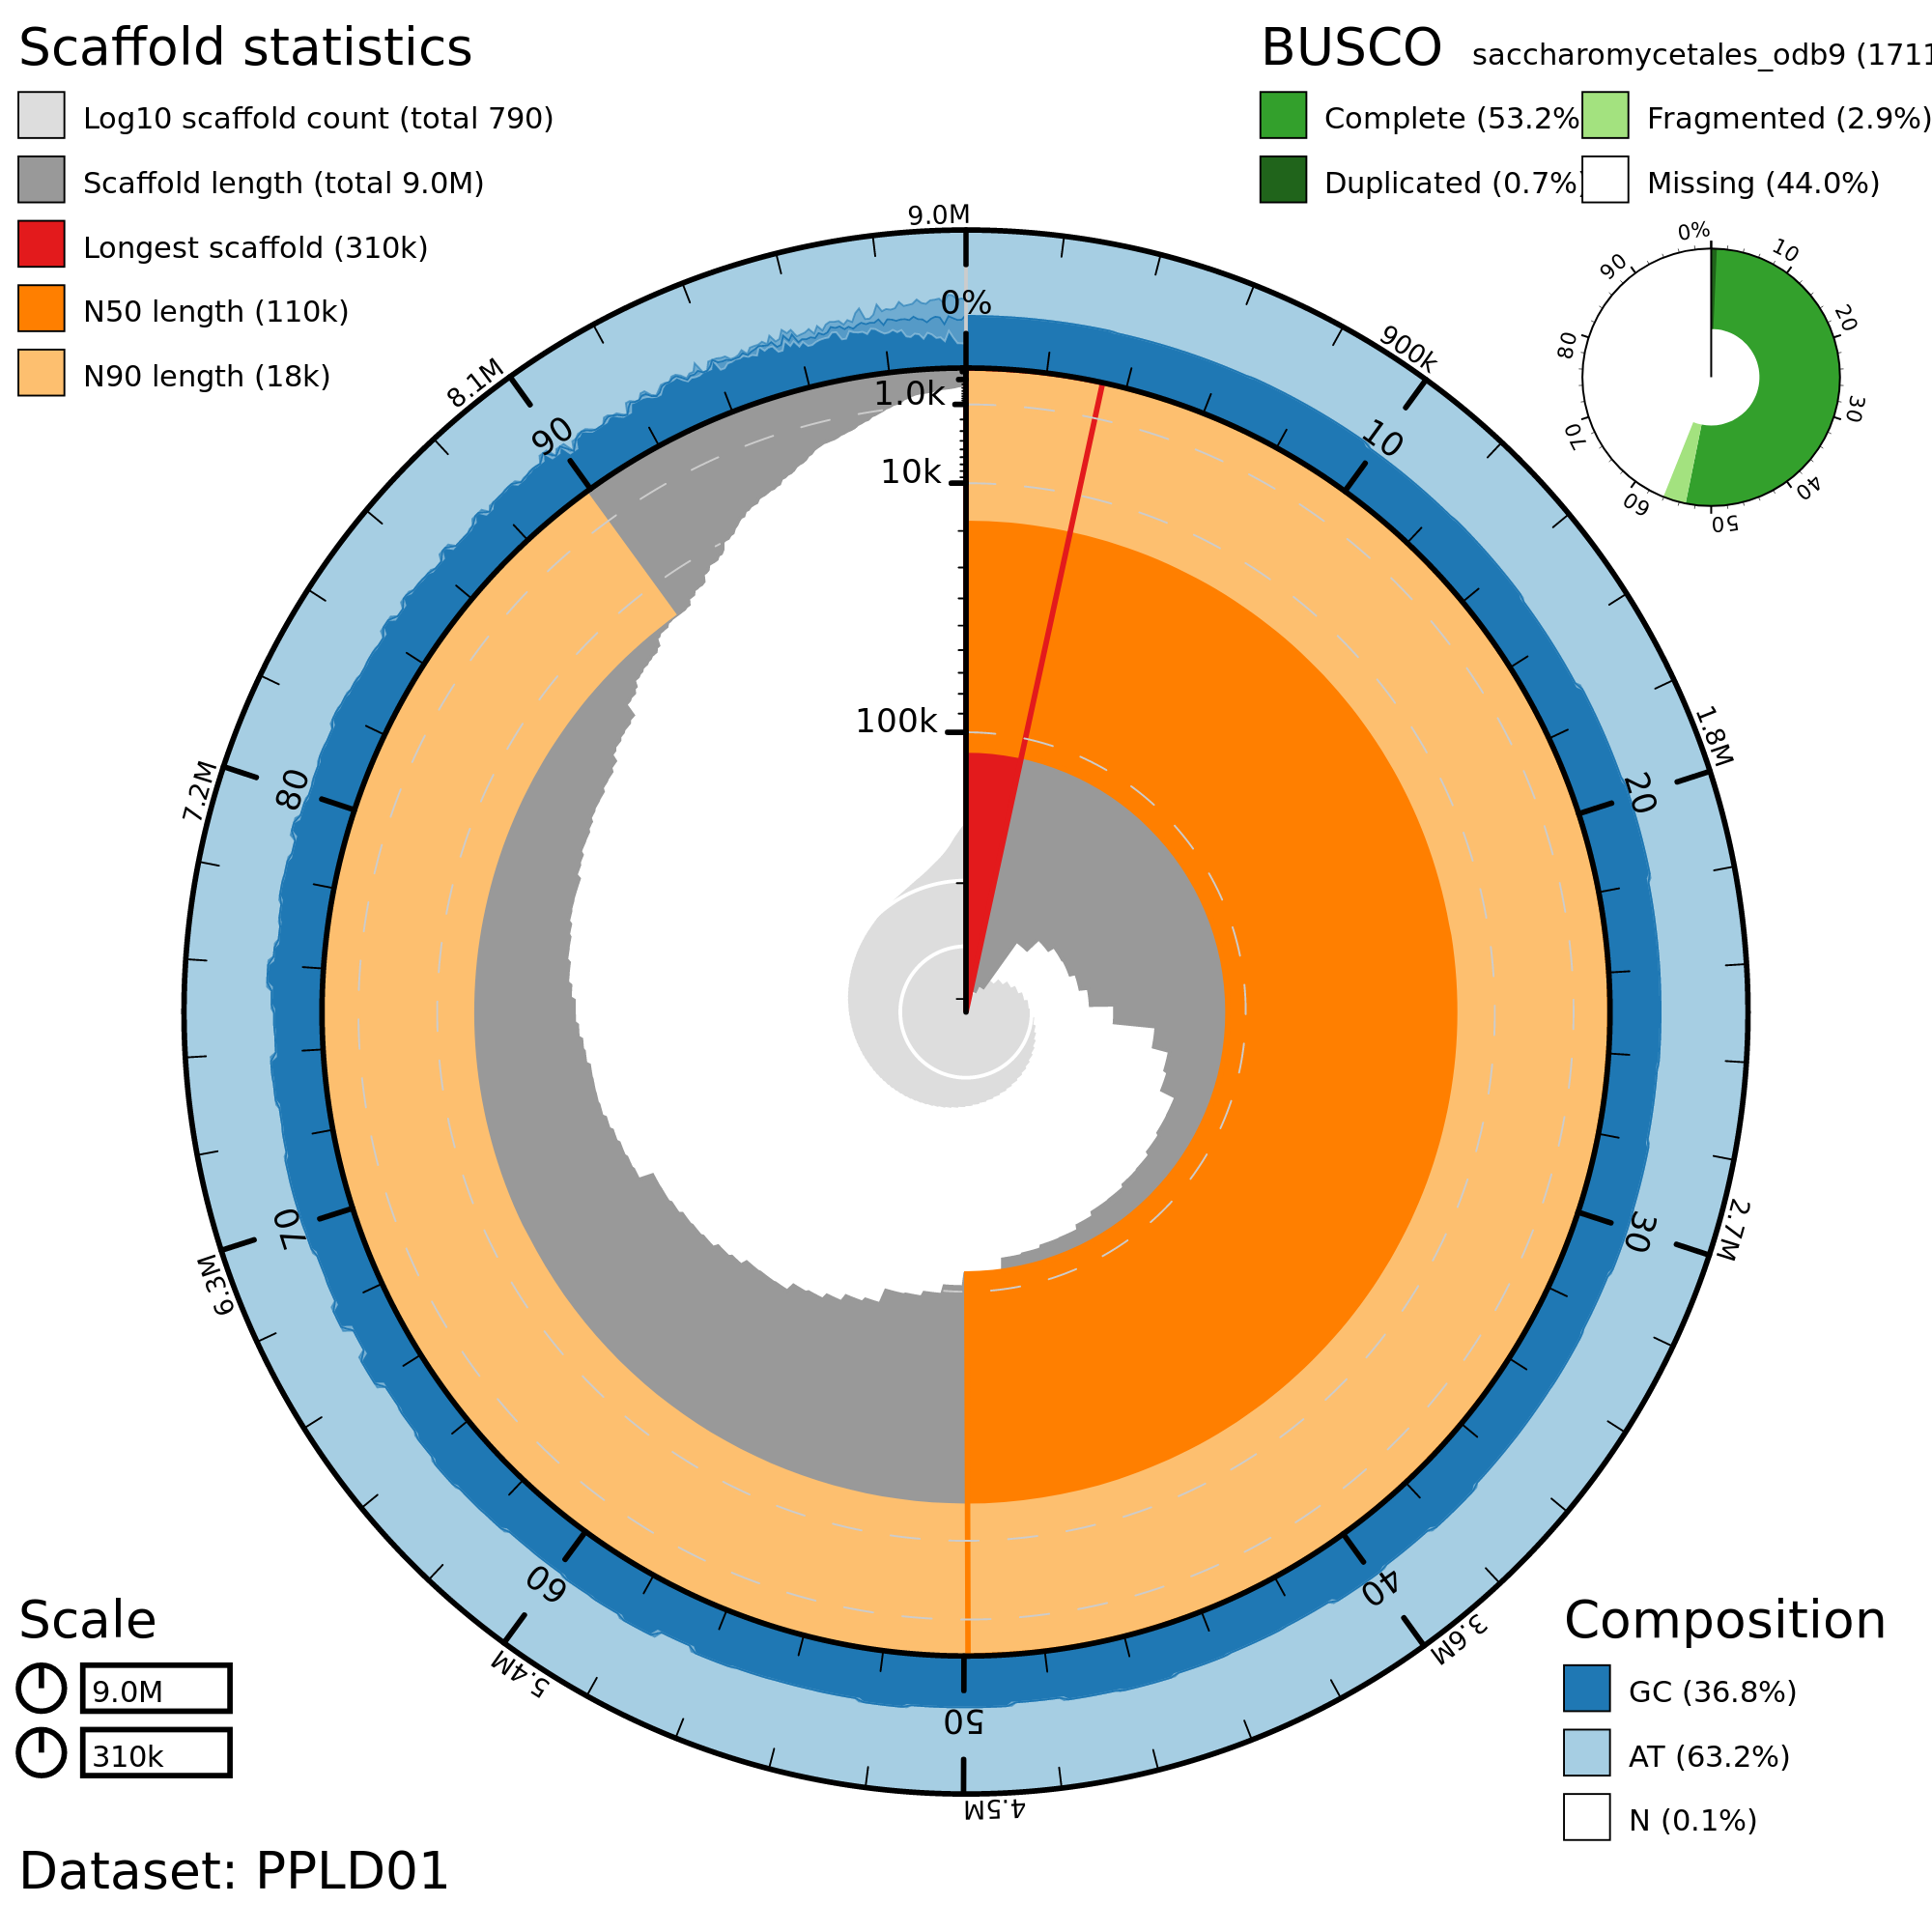 Scaffold statistics
Log10 scaffold count (total 790)
Scaffold length (total 9.0M)
Longest scaffold (310k)
N50 length (110k)
N90 length (18k)
BUSCO saccharomycetales_odb9 (1711
Complete (53.2%
Fragmented (2.9%)
Duplicated (0.7%)
Missing (44.0%)
0%
10
20
30
40
50
60
70
80
90
9.0M
900k
1.8M
2.7M
3.6M
4.5M
5.4M
6.3M
7.2M
8.1M
0%
10
20
30
40
50
60
70
80
90
1.0k
10k
100k
Scale
9.0M
310k
Composition
GC (36.8%)
AT (63.2%)
N (0.1%)
Dataset: PPLD01